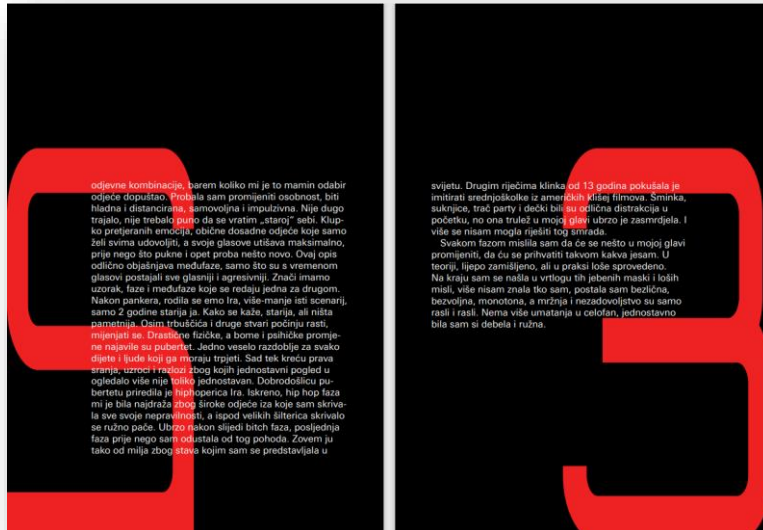 odjevne kombinacije, barem koliko mi je to mamin odabir
odjeće dopuštao. Probala sam promijeniti osobnost, biti
hladna i distancirana, samovoljna i impulzivna. Nije dugo
trajalo, nije trebalo puno da se vratim „staroj" sebi. Klup-
ko pretjeranih emocija, obične dosadne odjeće koje samo
želi svima udovoljiti, a svoje glasove utišava maksimalno,
prije nego što pukne i opet proba nešto novo. Ovaj opis
odlično objašnjava međufaze, samo što su s vremenom
glasovi postajali sve glasniji i agresivniji. Znači imamo
uzorak, faze i međufaze koje se redaju jedna za drugom.
Nakon pankera, rodila se emo Ira, više-manje isti scenarij,
samo 2 godine starija ja. Kako se kaže, starija, ali ništa
pametnija. Osim trbuščića i druge stvari počinju rasti,
mijenjati se. Drastične fizičke, a bome i psihičke promje-
ne najavile su pubertet. Jedno veselo razdoblje za svako
dijete i ljude koji ga moraju trpjeti. Sad tek kreću prava
sranja, uzroci i razlozi zbog kojih jednostavni pogled u
ogledalo više nije toliko jednostavan. Dobrodošlicu pu-
bertetu priredila je hiphoperica Ira. Iskreno, hip hop faza
mi je bila najdraža zbog široke odjeće iza koje sam skriva-
la sve svoje nepravilnosti, a ispod velikih šilterica skrivalo
se ružno pače. Ubrzo nakon slijedi bitch faza, posljednja
faza prije nego sam odustala od tog pohoda. Zovem ju
tako od milja zbog stava kojim sam se predstavljala u
svijetu. Drugim riječima klinka od 13 godina pokušala je
imitirati srednjoškolke iz američkih klišej filmova. Šminka,
suknjice, trač party i dečki bili su odlična distrakcija u
početku, no ona trulež u mojoj glavi ubrzo je zasmrdjela. I
više se nisam mogla riješiti tog smrada.
Svakom fazom mislila sam da će se nešto u mojoj glavi
promijeniti, da ću se prihvatiti takvom kakva jesam. U
teoriji, lijepo zamišljeno, ali u praksi loše sprovedeno.
Na kraju sam se našla u vrtlogu tih jebenih maski i loših
misli, više nisam znala tko sam, postala sam bezlična,
bezvoljna, monotona, a mržnja i nezadovoljstvo su samo
rasli i rasli. Nema više umatanja u celofan, jednostavno
bila sam si debela i ružna.